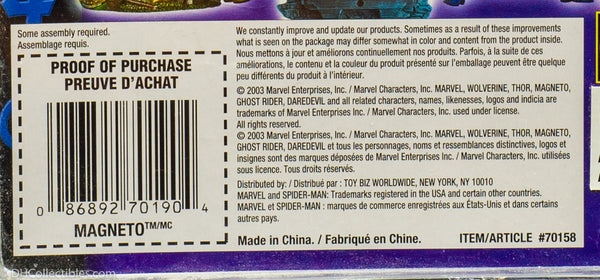 Some assembly required.
Assemblage requis.
PROOF OF PURCHASE
PREUVE D'ACHAT
0 86892 70190 4
MAGNETO™/MC
We constantly improve and update our products. Sometimes as a result of these improvements
what is seen on the package may differ somewhat in color and content from the product inside.
Nous mettons à jour et améliorons continuellement nos produits. Parfois, à la suite de ces
améliorations, le contenu et la couleur du produit présenté sur l'emballage peuvent être quelque
peu différents du produit à l'intérieur.
© 2003 Marvel Enterprises, Inc. / Marvel Characters, Inc. MARVEL, WOLVERINE, THOR, MAGNETO,
GHOST RIDER, DAREDEVIL and all related characters, names, likenesses, logos and indicia are
trademarks of Marvel Enterprises, Inc. / Marvel Characters, Inc. used under license.
All rights reserved.
© 2003 Marvel Enterprises, Inc. / Marvel Characters, Inc. MARVEL, WOLVERINE, THOR, MAGNETO,
GHOST RIDER, DAREDEVIL et tous les personnages, noms et ressemblances distinctives, logos et
insignes sont des marques déposées de Marvel Enterprises, Inc. / Marvel Characters, Inc. utilisées
sous licence. Tous droits réservés.
Distributed by: / Distribué par : TOY BIZ WORLDWIDE, NEW YORK, NY 10010
MARVEL and SPIDER-MAN: Trademarks registered in the USA and certain other countries.
MARVEL et SPIDER-MAN : marques de commerce enregistrées aux États-Unis et dans certains
autres pays.
Made in China. / Fabriqué en Chine.
ITEM/ARTICLE #70158
DHCollectibles.com